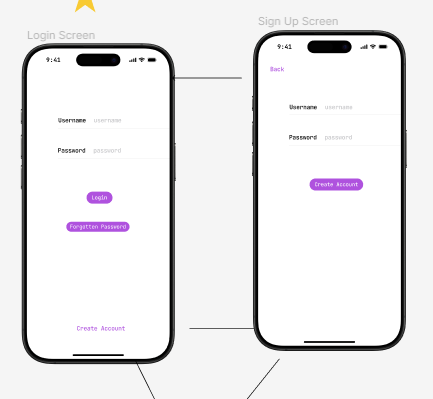 Login Screen
9:41
Username username
Password password
Login
Forgotten Password
Create Account
Sign Up Screen
9:41
Back
Username username
Password password
Create Account